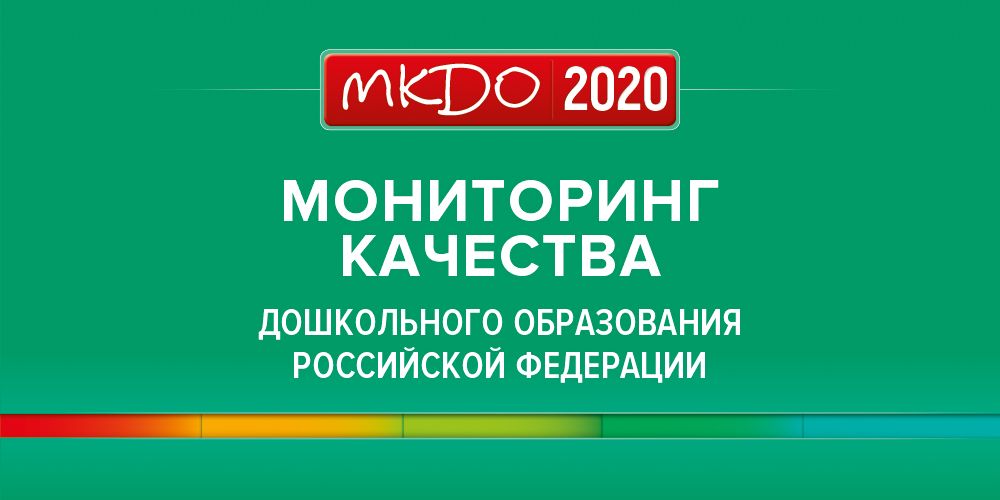 МКДО 2020
МОНИТОРИНГ
КАЧЕСТВА
ДОШКОЛЬНОГО ОБРАЗОВАНИЯ
РОССИЙСКОЙ ФЕДЕРАЦИИ